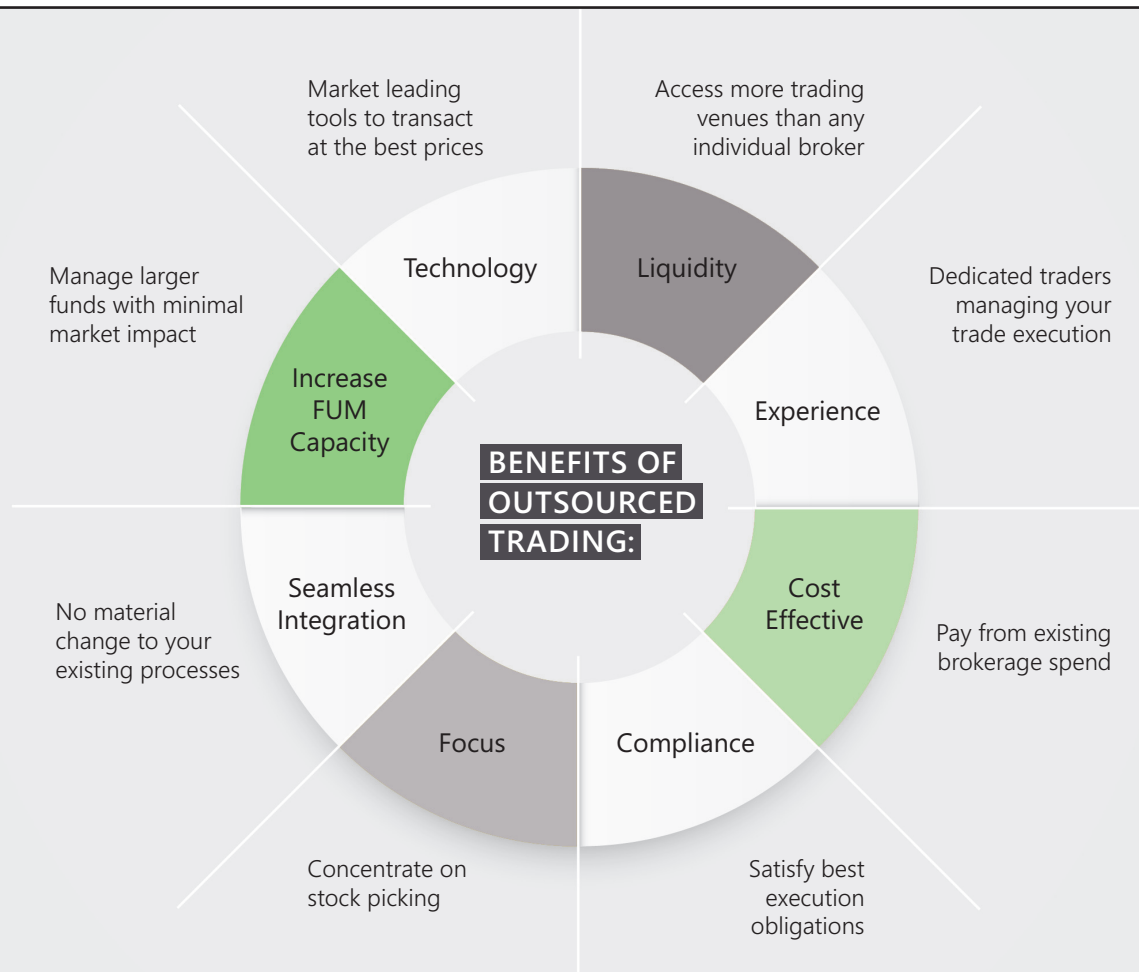 BENEFITS OF
OUTSOURCED
TRADING:
Liquidity
Access more trading
venues than any
individual broker
Experience
Dedicated traders
managing your
trade execution
Cost
Effective
Pay from existing
brokerage spend
Compliance
Satisfy best
execution
obligations
Focus
Concentrate on
stock picking
Seamless
Integration
No material
change to your
existing processes
Increase
FUM
Capacity
Manage larger
funds with minimal
market impact
Technology
Market leading
tools to transact
at the best prices